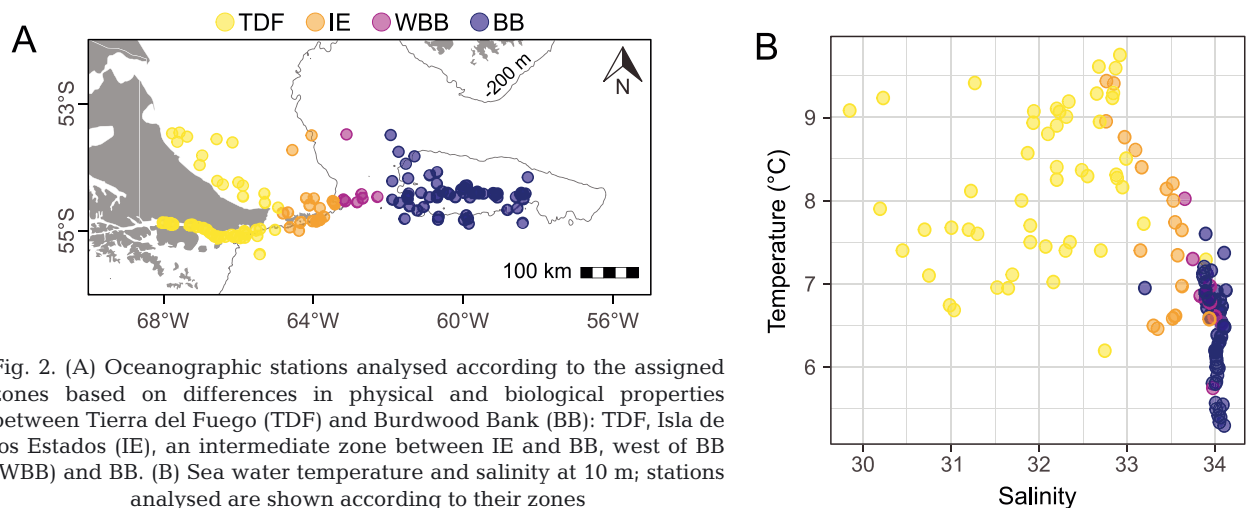 A
TDF IE WBB BB
-200 m
N
53°S
55°S
100 km
68°W 64°W 60°W 56°W
Fig. 2. (A) Oceanographic stations analysed according to the assigned
zones based on differences in physical and biological properties
between Tierra del Fuego (TDF) and Burdwood Bank (BB): TDF, Isla de
os Estados (IE), an intermediate zone between IE and BB, west of BB
WBB) and BB. (B) Sea water temperature and salinity at 10 m; stations
analysed are shown according to their zones
B
Temperature (°C)
9
8
7
6
30 31 32 33 34
Salinity